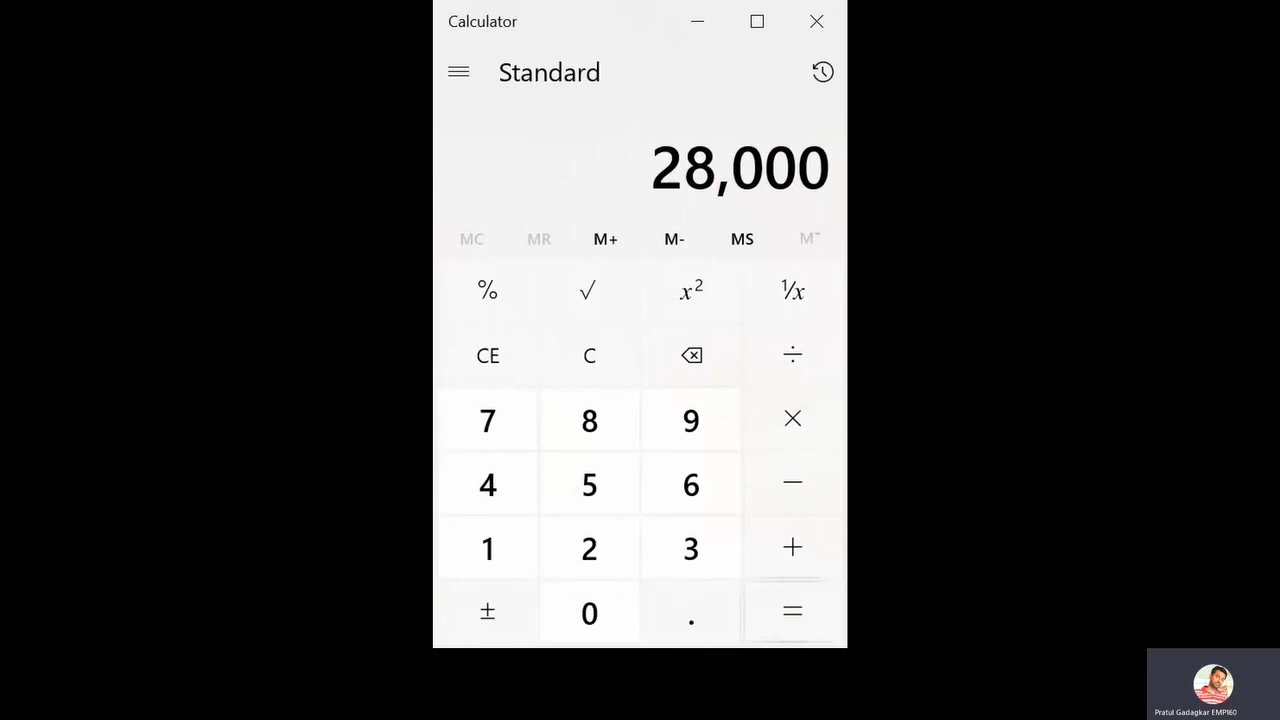 Calculator
Standard
28,000
MC MR M+ M- MS M˅
% √ x² ¹/x
CE C ÷
7 8 9 ×
4 5 6 −
1 2 3 +
± 0 . =
Pratul Gadagkar EMP160